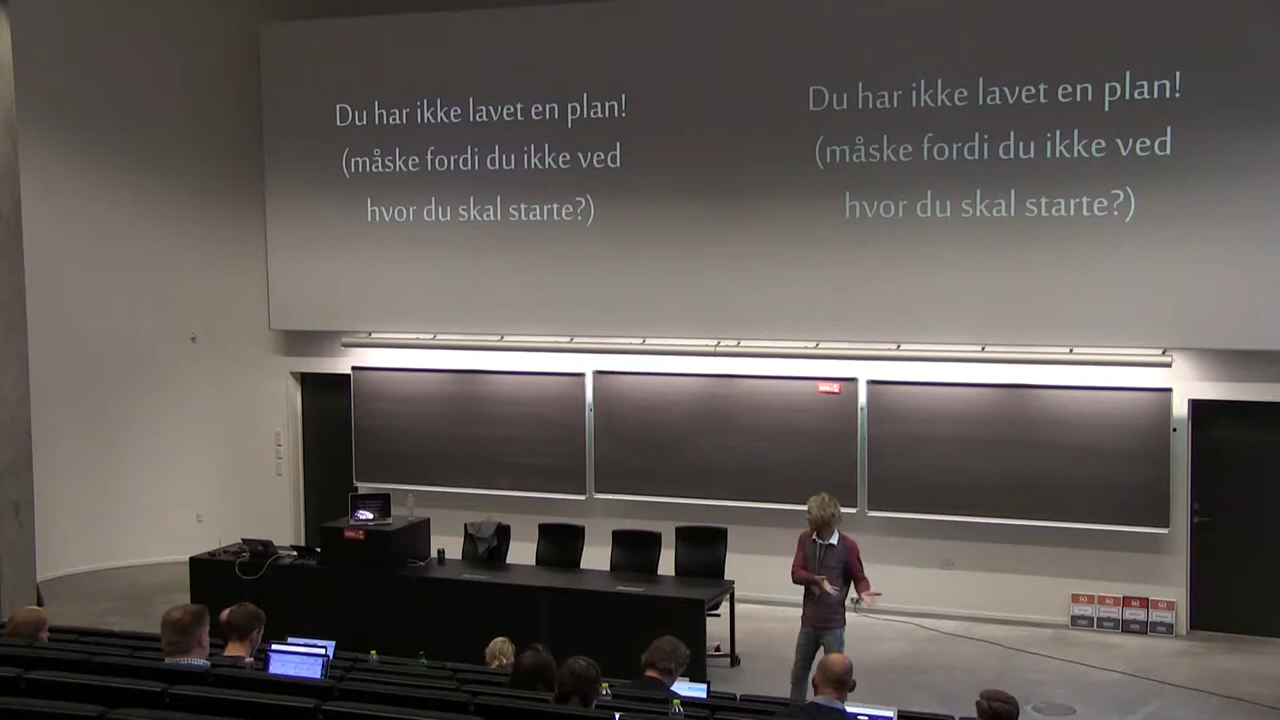 Du har ikke lavet en plan!
(måske fordi du ikke ved
hvor du skal starte?)
Du har ikke lavet en plan!
(måske fordi du ikke ved
hvor du skal starte?)